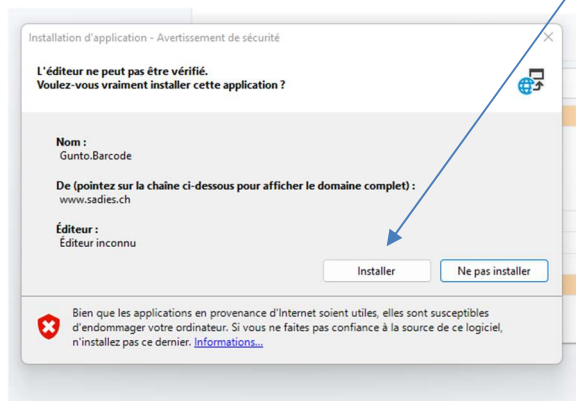 Installation d'application - Avertissement de sécurité
L'éditeur ne peut pas être vérifié.
Voulez-vous vraiment installer cette application ?
Nom :
Gunto.Barcode
De (pointez sur la chaîne ci-dessous pour afficher le domaine complet) :
www.sadies.ch
Éditeur :
Éditeur inconnu
Installer
Ne pas installer
Bien que les applications en provenance d'Internet soient utiles, elles sont susceptibles
d'endommager votre ordinateur. Si vous ne faites pas confiance à la source de ce logiciel,
n'installez pas ce dernier. Informations...